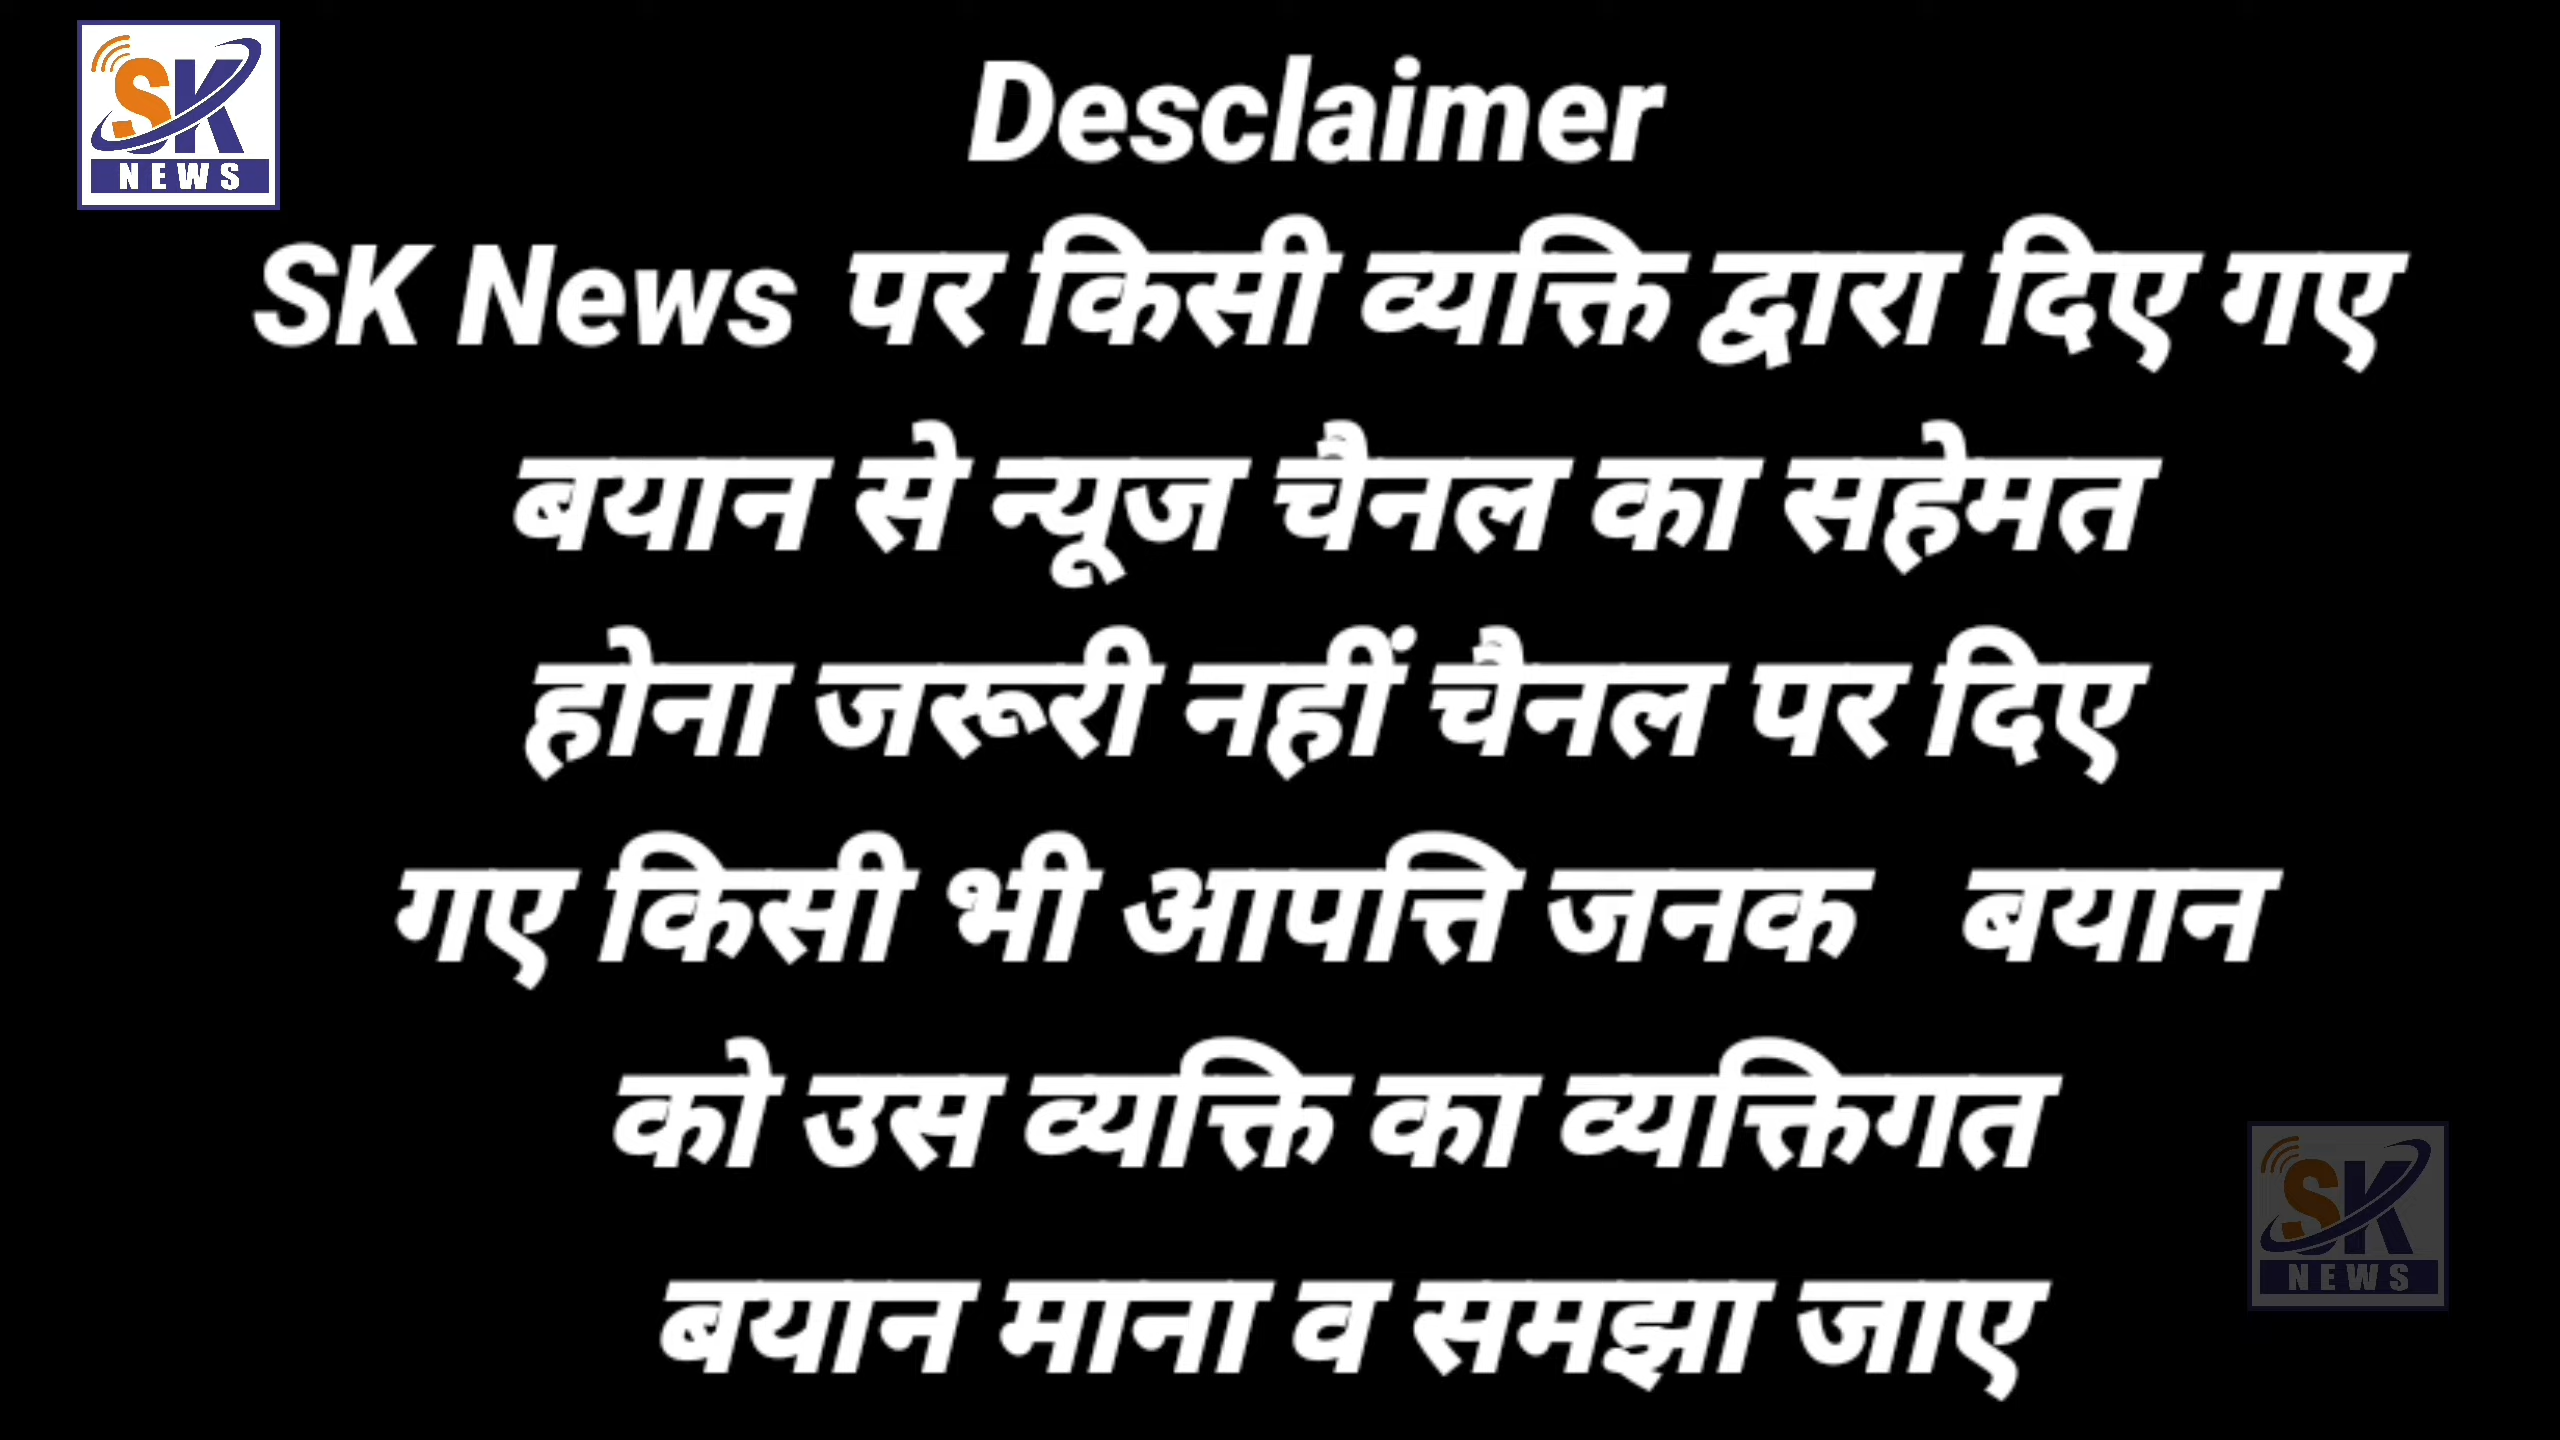 SK
NEWS
Desclaimer
SK News पर किसी व्यक्ति द्वारा दिए गए
बयान से न्यूज चैनल का सहेमत
होना जरूरी नहीं चैनल पर दिए
गए किसी भी आपत्ति जनक बयान
को उस व्यक्ति का व्यक्तिगत
बयान माना व समझा जाए
SK
NEWS